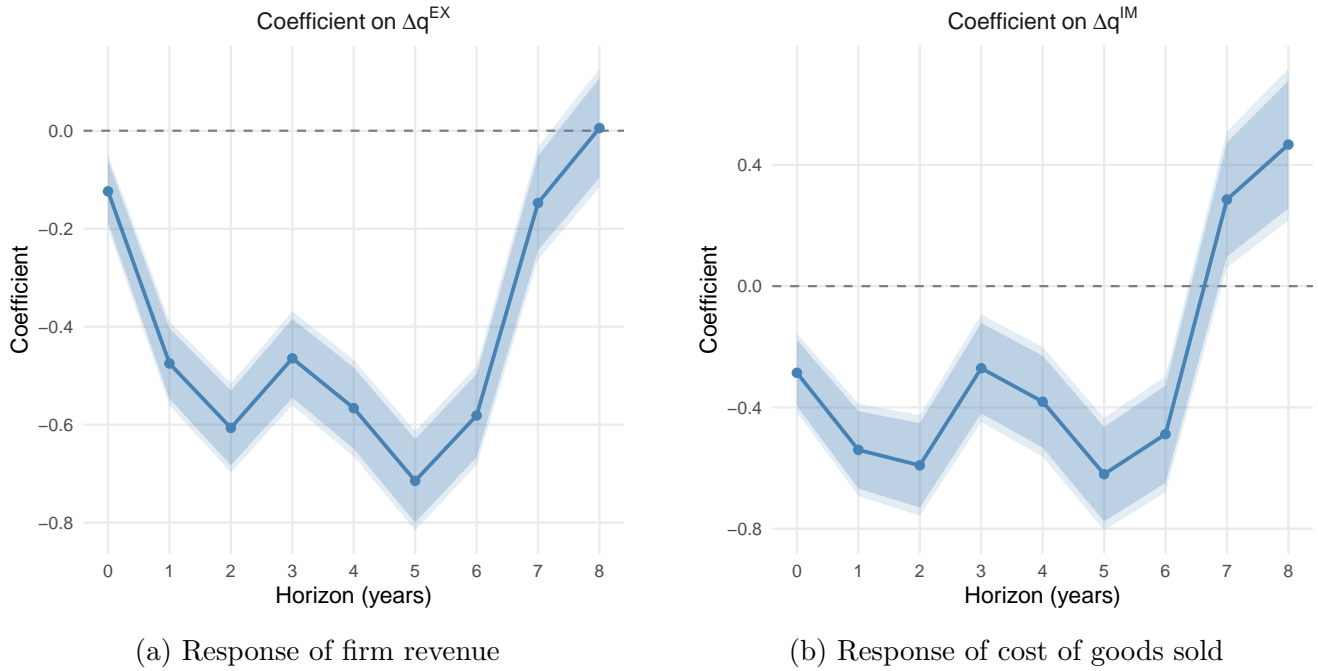 Coefficient on Δq^EX
Coefficient
0.0
−0.2
−0.4
−0.6
−0.8
0 1 2 3 4 5 6 7 8
Horizon (years)
(a) Response of firm revenue
Coefficient on Δq^IM
Coefficient
0.4
0.0
−0.4
−0.8
0 1 2 3 4 5 6 7 8
Horizon (years)
(b) Response of cost of goods sold